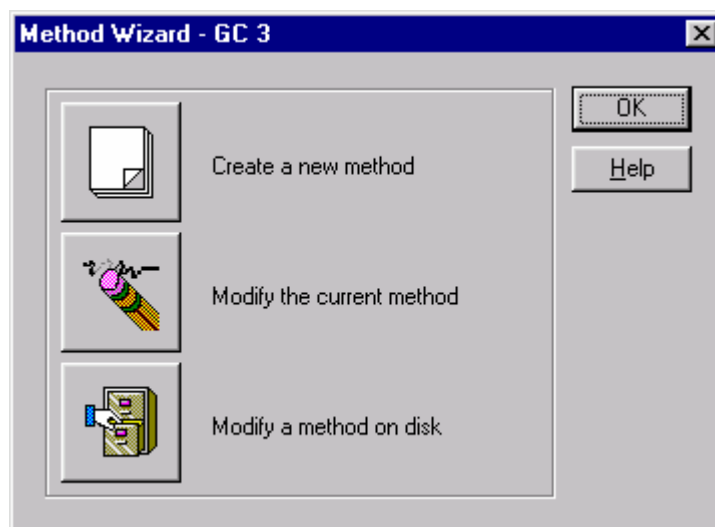 Method Wizard - GC 3
OK
Create a new method
Help
Modify the current method
Modify a method on disk